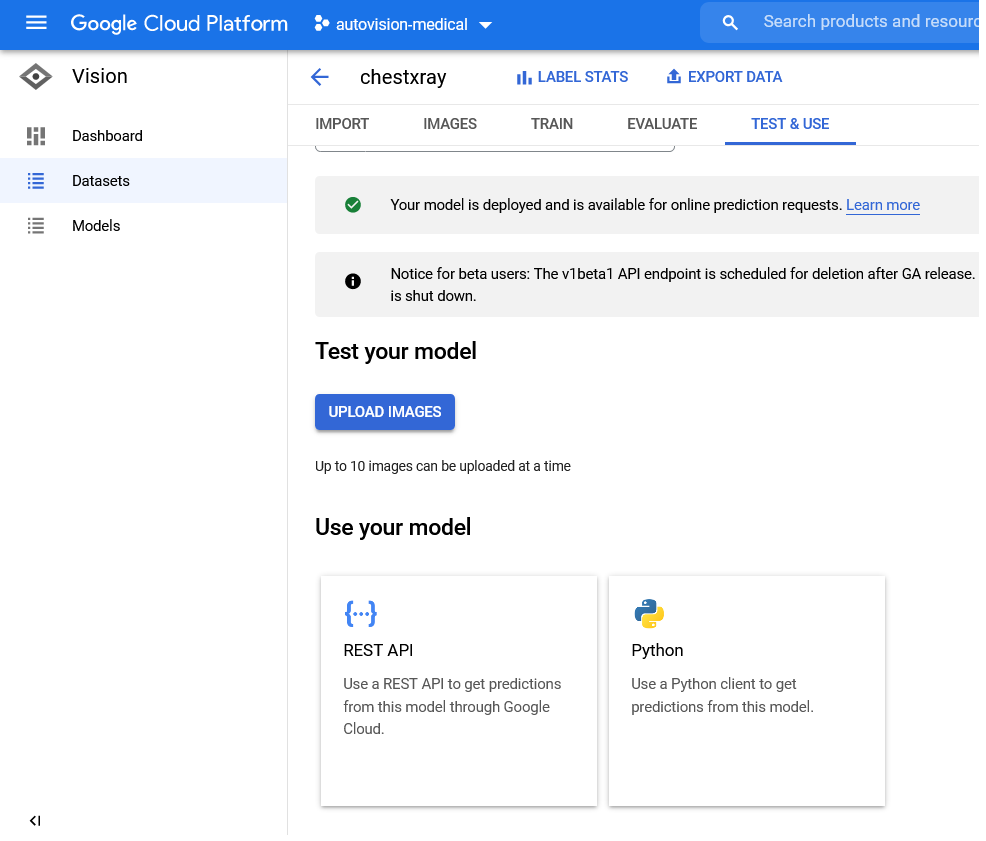 Google Cloud Platform
autovision-medical
Search products and resourc
Vision
chestxray
LABEL STATS
EXPORT DATA
IMPORT
IMAGES
TRAIN
EVALUATE
TEST & USE
Dashboard
Datasets
Models
Your model is deployed and is available for online prediction requests. Learn more
Notice for beta users: The v1beta1 API endpoint is scheduled for deletion after GA release.
is shut down.
Test your model
UPLOAD IMAGES
Up to 10 images can be uploaded at a time
Use your model
REST API
Use a REST API to get predictions
from this model through Google
Cloud.
Python
Use a Python client to get
predictions from this model.